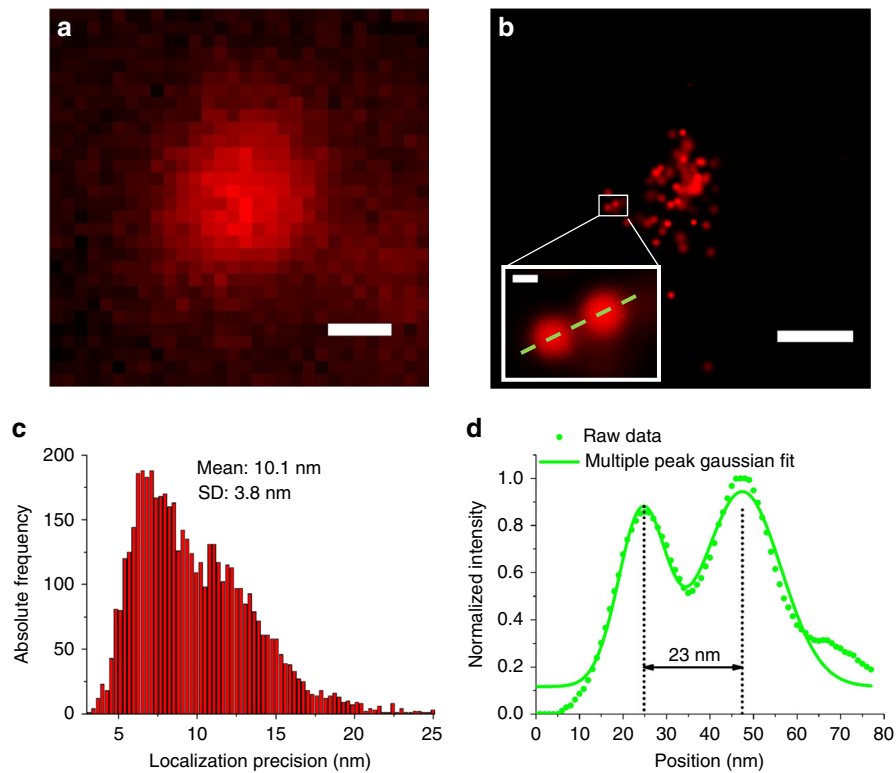 a
b
c
200
150
100
50
0
Absolute frequency
Mean: 10.1 nm
SD: 3.8 nm
5
10
15
20
25
Localization precision (nm)
d
Raw data
Multiple peak gaussian fit
1.0
0.8
0.6
0.4
0.2
0.0
Normalized intensity
23 nm
0
10
20
30
40
50
60
70
80
Position (nm)